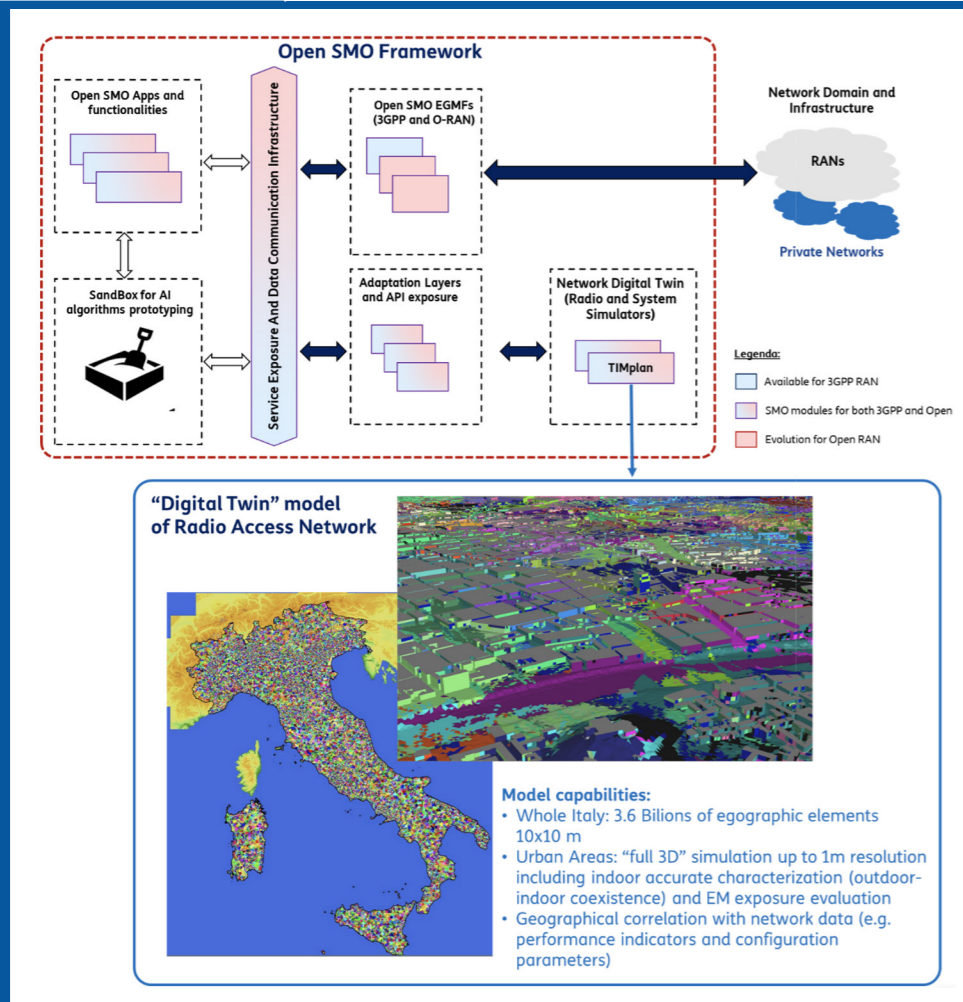 Open SMO Framework
Open SMO Apps and
functionalities
Service Exposure And Data Communication Infrastructure
Open SMO EGMFs
(3GPP and O-RAN)
Network Domain and
Infrastructure
RANs
Private Networks
SandBox for AI
algorithms prototyping
Adaptation Layers
and API exposure
Network Digital Twin
(Radio and System
Simulators)
TIMplan
Legenda:
Available for 3GPP RAN
SMO modules for both 3GPP and Open
Evolution for Open RAN
“Digital Twin” model
of Radio Access Network
Model capabilities:
• Whole Italy: 3.6 Bilions of egographic elements
10x10 m
• Urban Areas: “full 3D” simulation up to 1m resolution
including indoor accurate characterization (outdoor-
indoor coexistence) and EM exposure evaluation
• Geographical correlation with network data (e.g.
performance indicators and configuration
parameters)